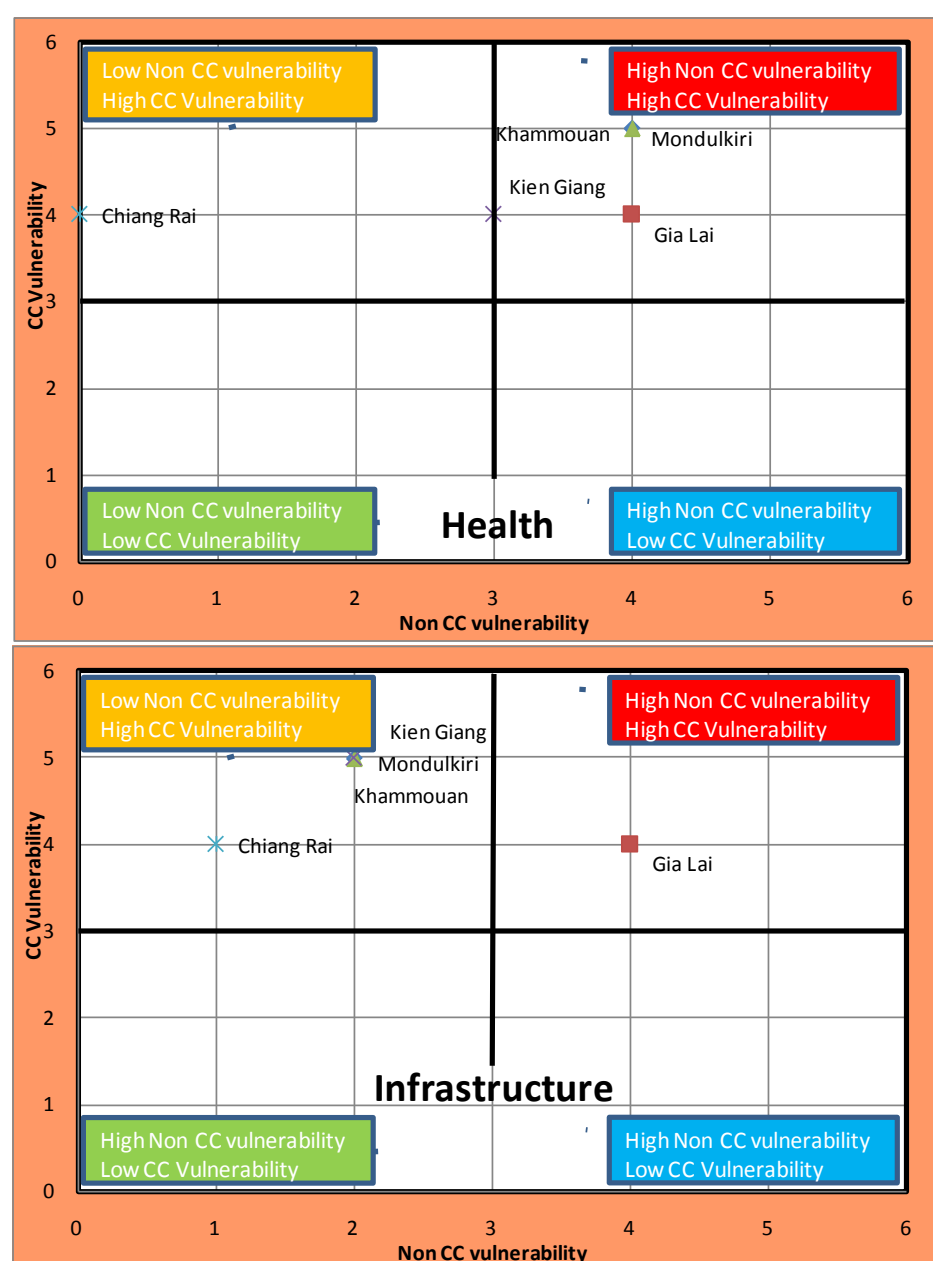 6
Low Non CC vulnerability
High CC Vulnerability
High Non CC vulnerability
High CC Vulnerability
5
Khammouan
Mondulkiri
Kien Giang
4
Chiang Rai
Gia Lai
CC Vulnerability
3
2
1
Low Non CC vulnerability
Low CC Vulnerability
Health
High Non CC vulnerability
Low CC Vulnerability
0
0 1 2 3 4 5 6
Non CC vulnerability
6
Low Non CC vulnerability
High CC Vulnerability
High Non CC vulnerability
High CC Vulnerability
Kien Giang
5
Mondulkiri
Khammouan
4
Chiang Rai
Gia Lai
CC Vulnerability
3
2
Infrastructure
1
High Non CC vulnerability
Low CC Vulnerability
High Non CC vulnerability
Low CC Vulnerability
0
0 1 2 3 4 5 6
Non CC vulnerability